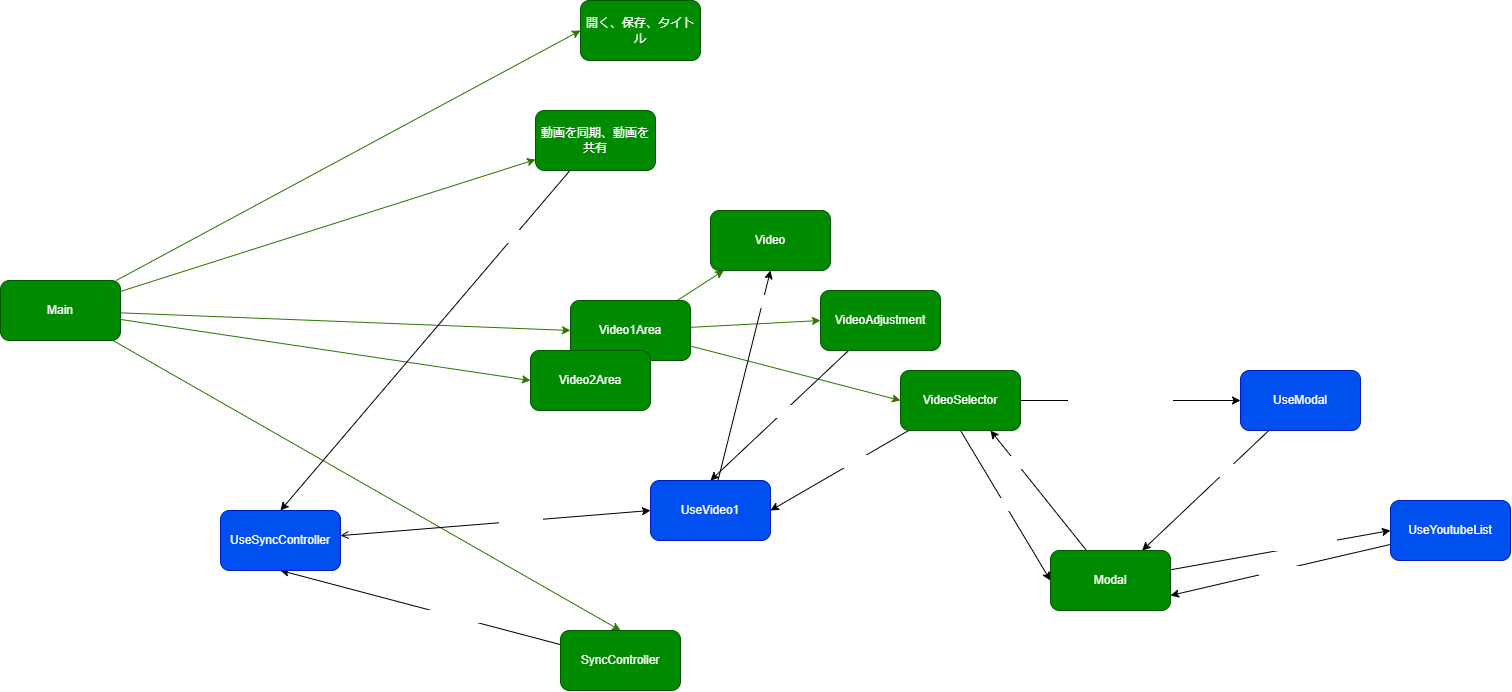 開く、保存、タイト
ル
動画を同期、動画を
共有
Video
Main
Video1Area
VideoAdjustment
Video2Area
VideoSelector
UseModal
UseVideo1
UseSyncController
UseYoutubeList
Modal
SyncController